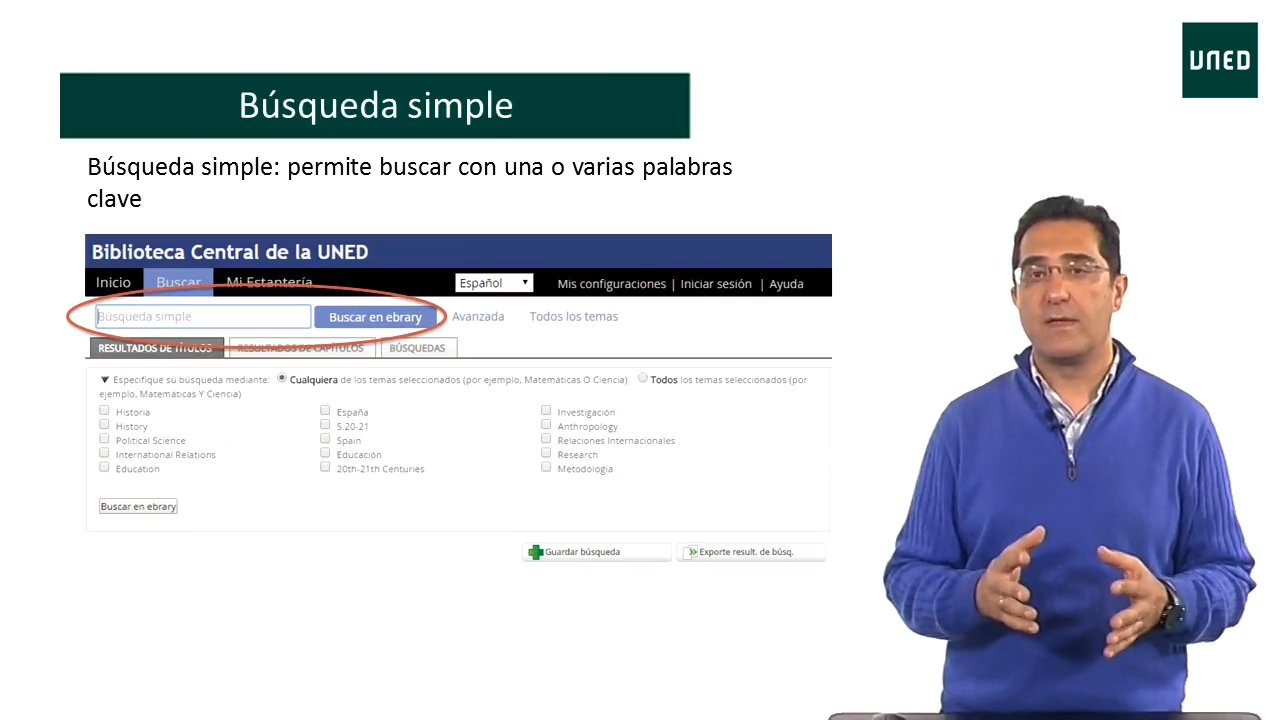 UNED
Búsqueda simple
Búsqueda simple: permite buscar con una o varias palabras
clave
Biblioteca Central de la UNED
Inicio Buscar Mi Estantería Español Mis configuraciones | Iniciar sesión | Ayuda
Búsqueda simple Buscar en ebrary Avanzada Todos los temas
RESULTADOS DE TÍTULOS RESULTADOS DE CAPÍTULOS BÚSQUEDAS
Especifique su búsqueda mediante: Cualquiera de los temas seleccionados (por ejemplo, Matemáticas O Ciencia) Todos los temas seleccionados (por
ejemplo, Matemáticas Y Ciencia)
Historia España Investigación
History S.20-21 Anthropology
Political Science Spain Relaciones Internacionales
International Relations Educación Research
Education 20th-21th Centuries Metodología
Buscar en ebrary
Guardar búsqueda Exporte result. de búsq.